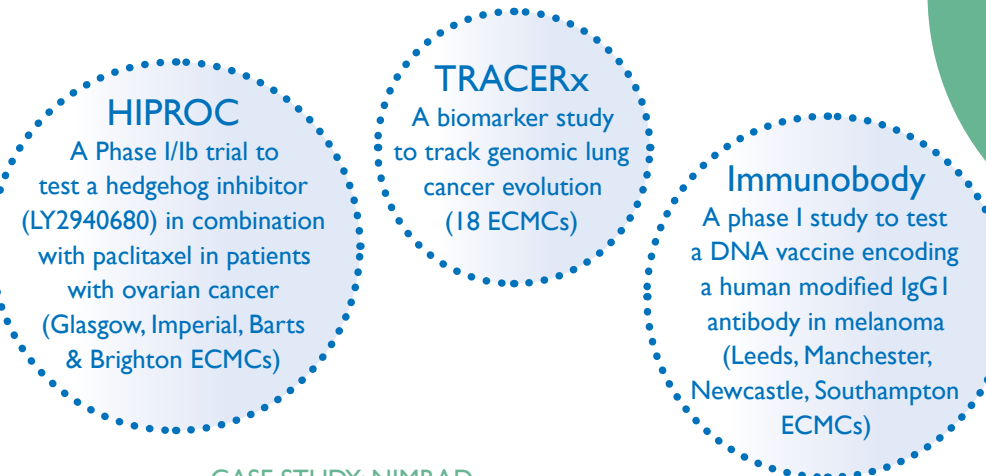 HIPROC
A Phase I/Ib trial to
test a hedgehog inhibitor
(LY2940680) in combination
with paclitaxel in patients
with ovarian cancer
(Glasgow, Imperial, Barts
& Brighton ECMCs)
TRACERx
A biomarker study
to track genomic lung
cancer evolution
(18 ECMCs)
Immunobody
A phase I study to test
a DNA vaccine encoding
a human modified IgG1
antibody in melanoma
(Leeds, Manchester,
Newcastle, Southampton
ECMCs)